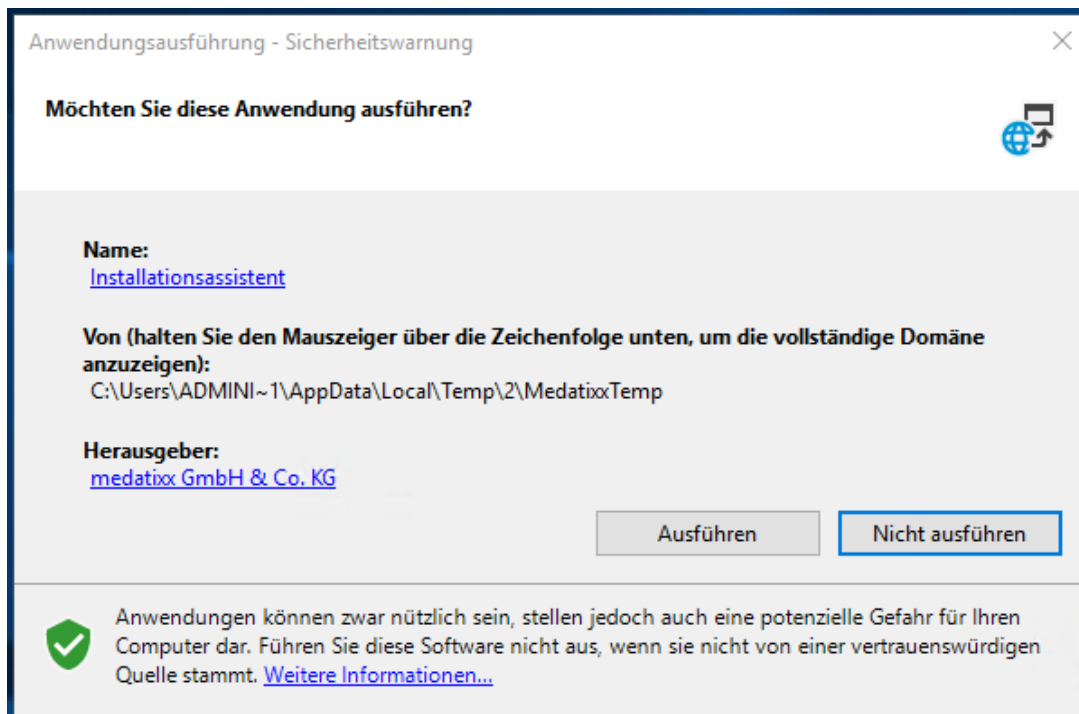 Anwendungsausführung - Sicherheitswarnung
Möchten Sie diese Anwendung ausführen?
Name:
Installationsassistent
Von (halten Sie den Mauszeiger über die Zeichenfolge unten, um die vollständige Domäne
anzuzeigen):
C:\Users\ADMINI~1\AppData\Local\Temp\2\MedatixxTemp
Herausgeber:
medatixx GmbH & Co. KG
Ausführen
Nicht ausführen
Anwendungen können zwar nützlich sein, stellen jedoch auch eine potenzielle Gefahr für Ihren
Computer dar. Führen Sie diese Software nicht aus, wenn sie nicht von einer vertrauenswürdigen
Quelle stammt. Weitere Informationen...